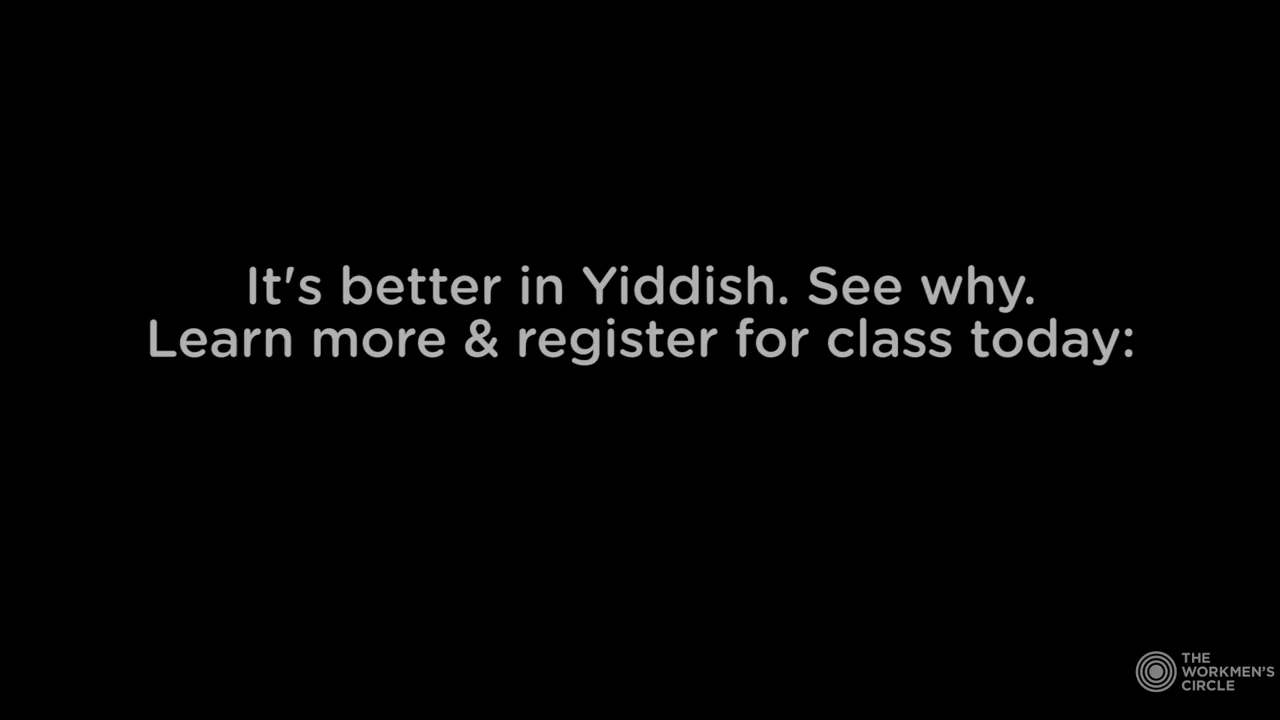 It's better in Yiddish. See why.
Learn more & register for class today:
THE
WORKMEN'S
CIRCLE